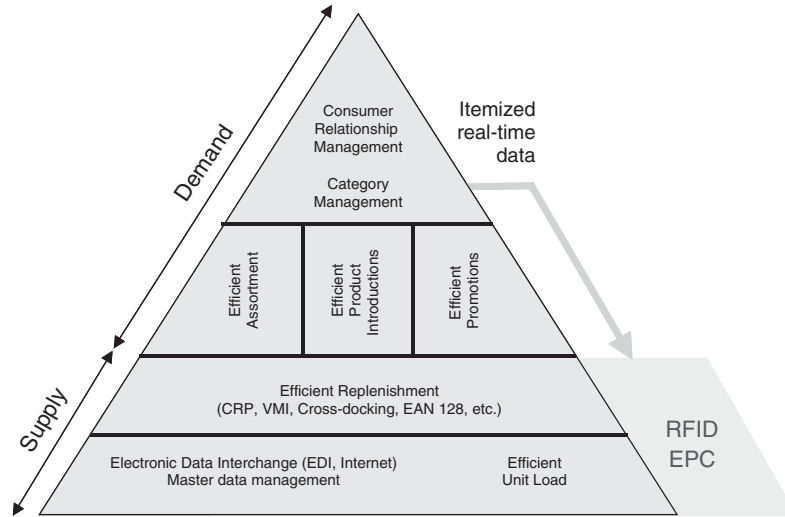 Demand
Supply
Consumer
Relationship
Management
Category
Management
Itemized
real-time
data
Efficient
Assortment
Efficient
Product
Introductions
Efficient
Promotions
Efficient Replenishment
(CRP, VMI, Cross-docking, EAN 128, etc.)
Electronic Data Interchange (EDI, Internet)
Master data management
Efficient
Unit Load
RFID
EPC